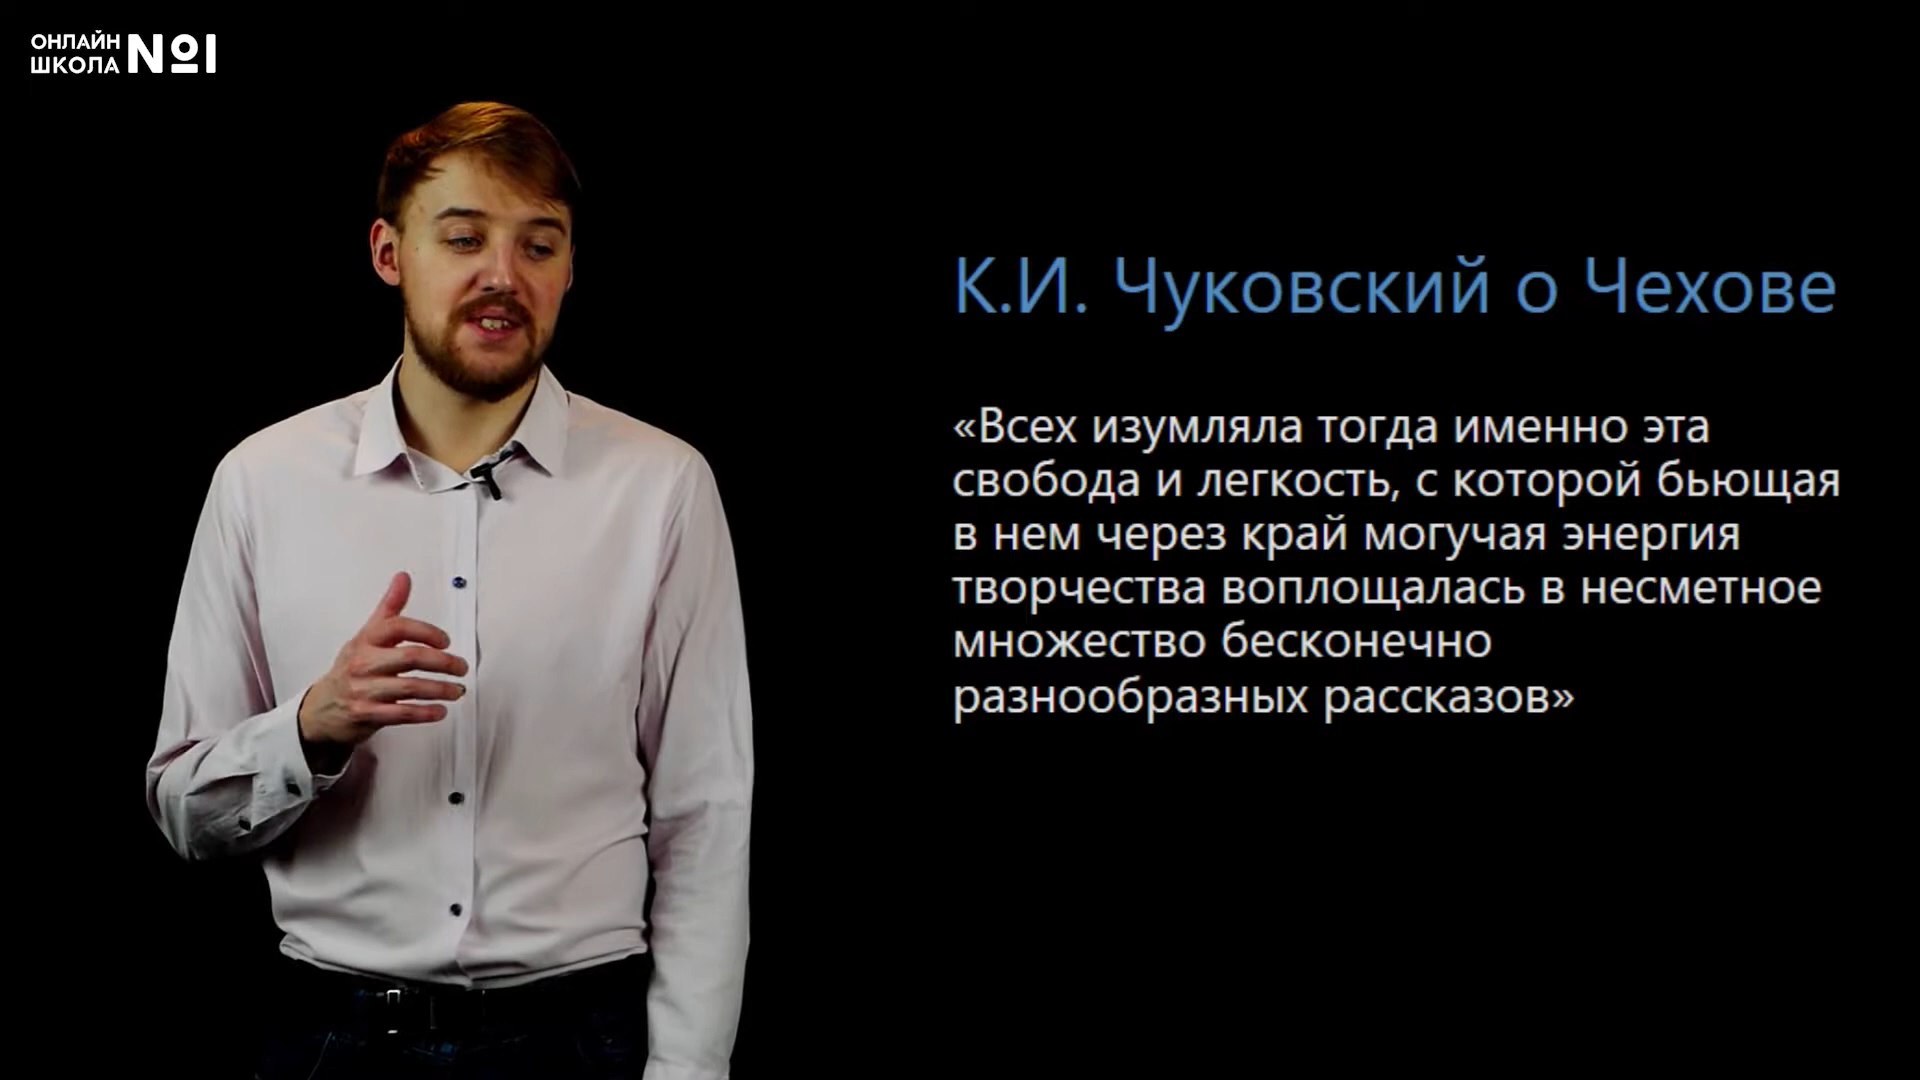 ОНЛАЙН
ШКОЛА №1
К.И. Чуковский о Чехове
«Всех изумляла тогда именно эта
свобода и легкость, с которой бьющая
в нем через край могучая энергия
творчества воплощалась в несметное
множество бесконечно
разнообразных рассказов»